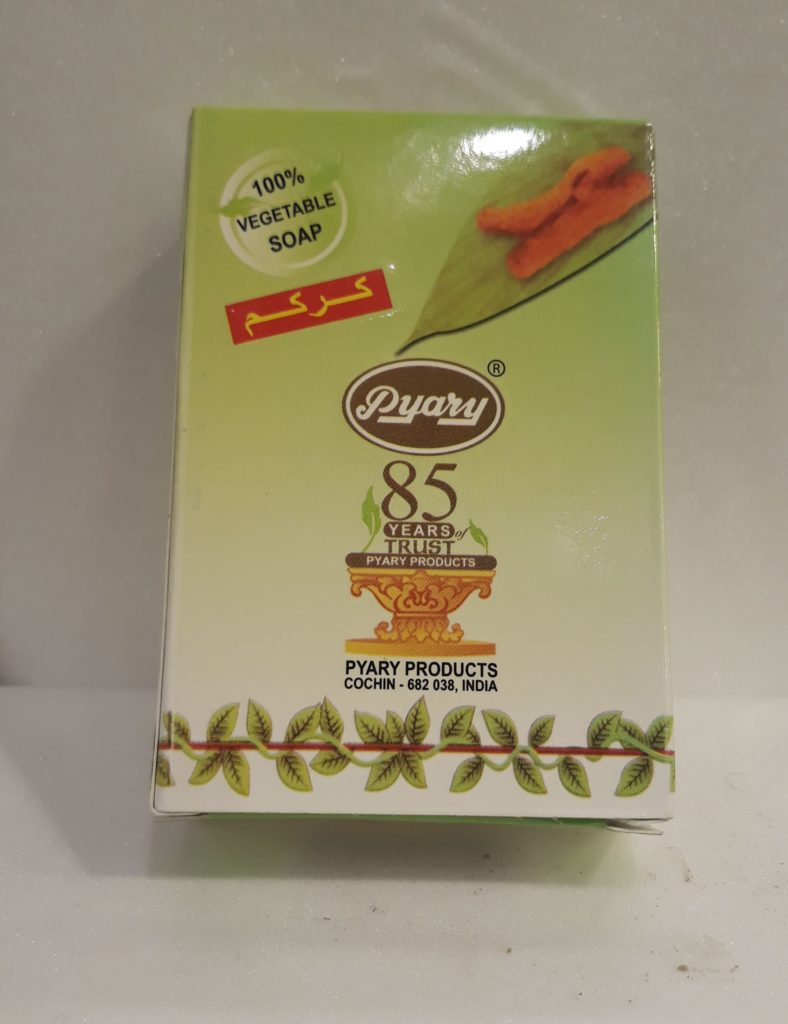 100%
VEGETABLE
SOAP
كركم
Pyary ®
85
YEARS of
TRUST
PYARY PRODUCTS
PYARY PRODUCTS
COCHIN - 682 038, INDIA